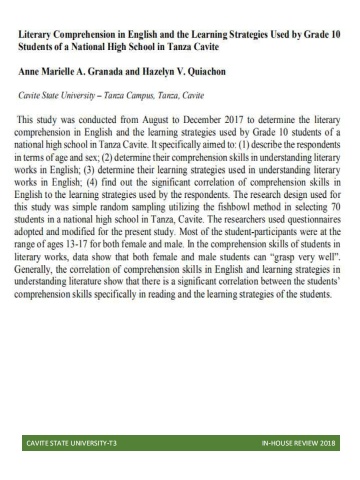 Literary Comprehension in English and the Learning Strategies Used by Grade 10
Students of a National High School in Tanza Cavite
Anne Marielle A. Granada and Hazelyn V. Quiachon
Cavite State University – Tanza Campus, Tanza, Cavite
This study was conducted from August to December 2017 to determine the literary
comprehension in English and the learning strategies used by Grade 10 students of a
national high school in Tanza Cavite. It specifically aimed to: (1) describe the respondents
in terms of age and sex; (2) determine their comprehension skills in understanding literary
works in English; (3) determine their learning strategies used in understanding literary
works in English; (4) find out the significant correlation of comprehension skills in
English to the learning strategies used by the respondents. The research design used for
this study was simple random sampling utilizing the fishbowl method in selecting 70
students in a national high school in Tanza, Cavite. The researchers used questionnaires
adopted and modified for the present study. Most of the student-participants were at the
range of ages 13-17 for both female and male. In the comprehension skills of students in
literary works, data show that both female and male students can “grasp very well”.
Generally, the correlation of comprehension skills in English and learning strategies in
understanding literature show that there is a significant correlation between the students’
comprehension skills specifically in reading and the learning strategies of the students.
CAVITE STATE UNIVERSITY-T3 IN-HOUSE REVIEW 2018